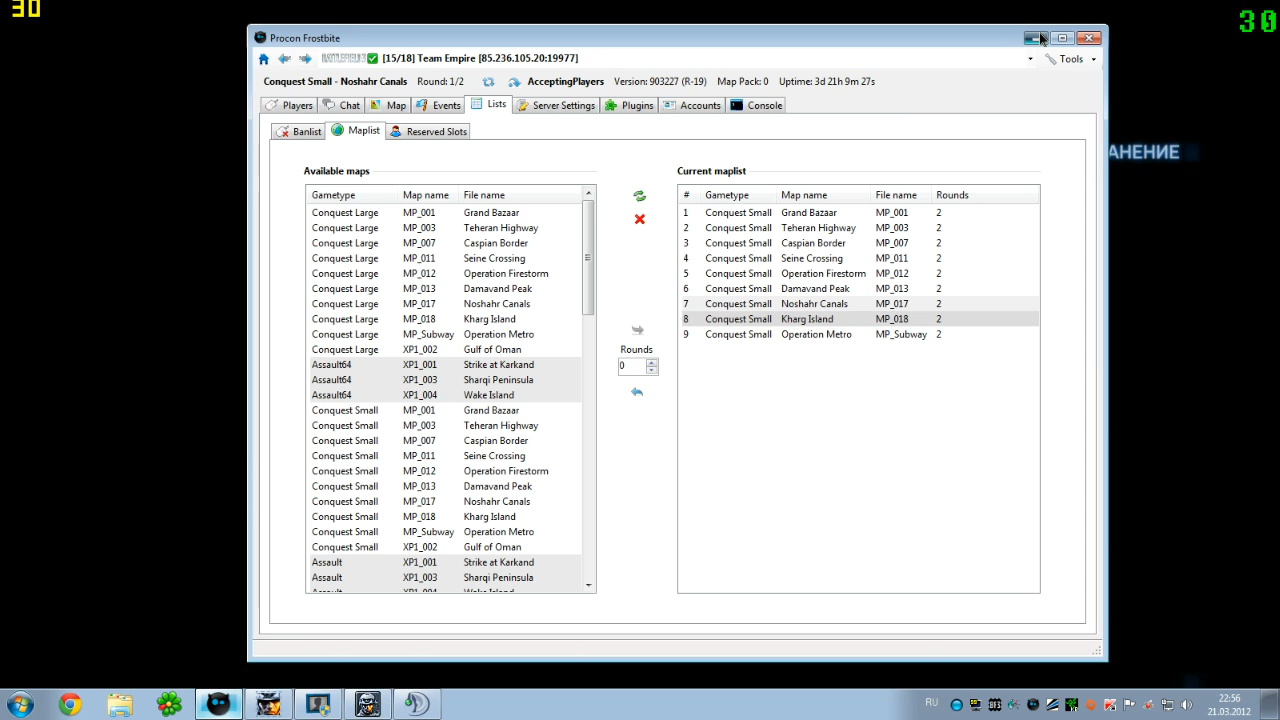 30
30
Procon Frostbite
[15/18] Team Empire [85.236.105.20:19977]
Tools
Conquest Small - Noshahr Canals Round: 1/2 AcceptingPlayers Version: 903227 (R-19) Map Pack: 0 Uptime: 3d 21h 9m 27s
Players Chat Map Events Lists Server Settings Plugins Accounts Console
Banlist Maplist Reserved Slots
АНЕНИЕ
Available maps
Gametype Map name File name
Conquest Large MP_001 Grand Bazaar
Conquest Large MP_003 Teheran Highway
Conquest Large MP_007 Caspian Border
Conquest Large MP_011 Seine Crossing
Conquest Large MP_012 Operation Firestorm
Conquest Large MP_013 Damavand Peak
Conquest Large MP_017 Noshahr Canals
Conquest Large MP_018 Kharg Island
Conquest Large MP_Subway Operation Metro
Conquest Large XP1_002 Gulf of Oman
Assault64 XP1_001 Strike at Karkand
Assault64 XP1_003 Sharqi Peninsula
Assault64 XP1_004 Wake Island
Conquest Small MP_001 Grand Bazaar
Conquest Small MP_003 Teheran Highway
Conquest Small MP_007 Caspian Border
Conquest Small MP_011 Seine Crossing
Conquest Small MP_012 Operation Firestorm
Conquest Small MP_013 Damavand Peak
Conquest Small MP_017 Noshahr Canals
Conquest Small MP_018 Kharg Island
Conquest Small MP_Subway Operation Metro
Conquest Small XP1_002 Gulf of Oman
Assault XP1_001 Strike at Karkand
Assault XP1_003 Sharqi Peninsula
Assault XP1_004 Wake Island
Rounds
0
Current maplist
# Gametype Map name File name Rounds
1 Conquest Small Grand Bazaar MP_001 2
2 Conquest Small Teheran Highway MP_003 2
3 Conquest Small Caspian Border MP_007 2
4 Conquest Small Seine Crossing MP_011 2
5 Conquest Small Operation Firestorm MP_012 2
6 Conquest Small Damavand Peak MP_013 2
7 Conquest Small Noshahr Canals MP_017 2
8 Conquest Small Kharg Island MP_018 2
9 Conquest Small Operation Metro MP_Subway 2
RU
22:56
21.03.2012